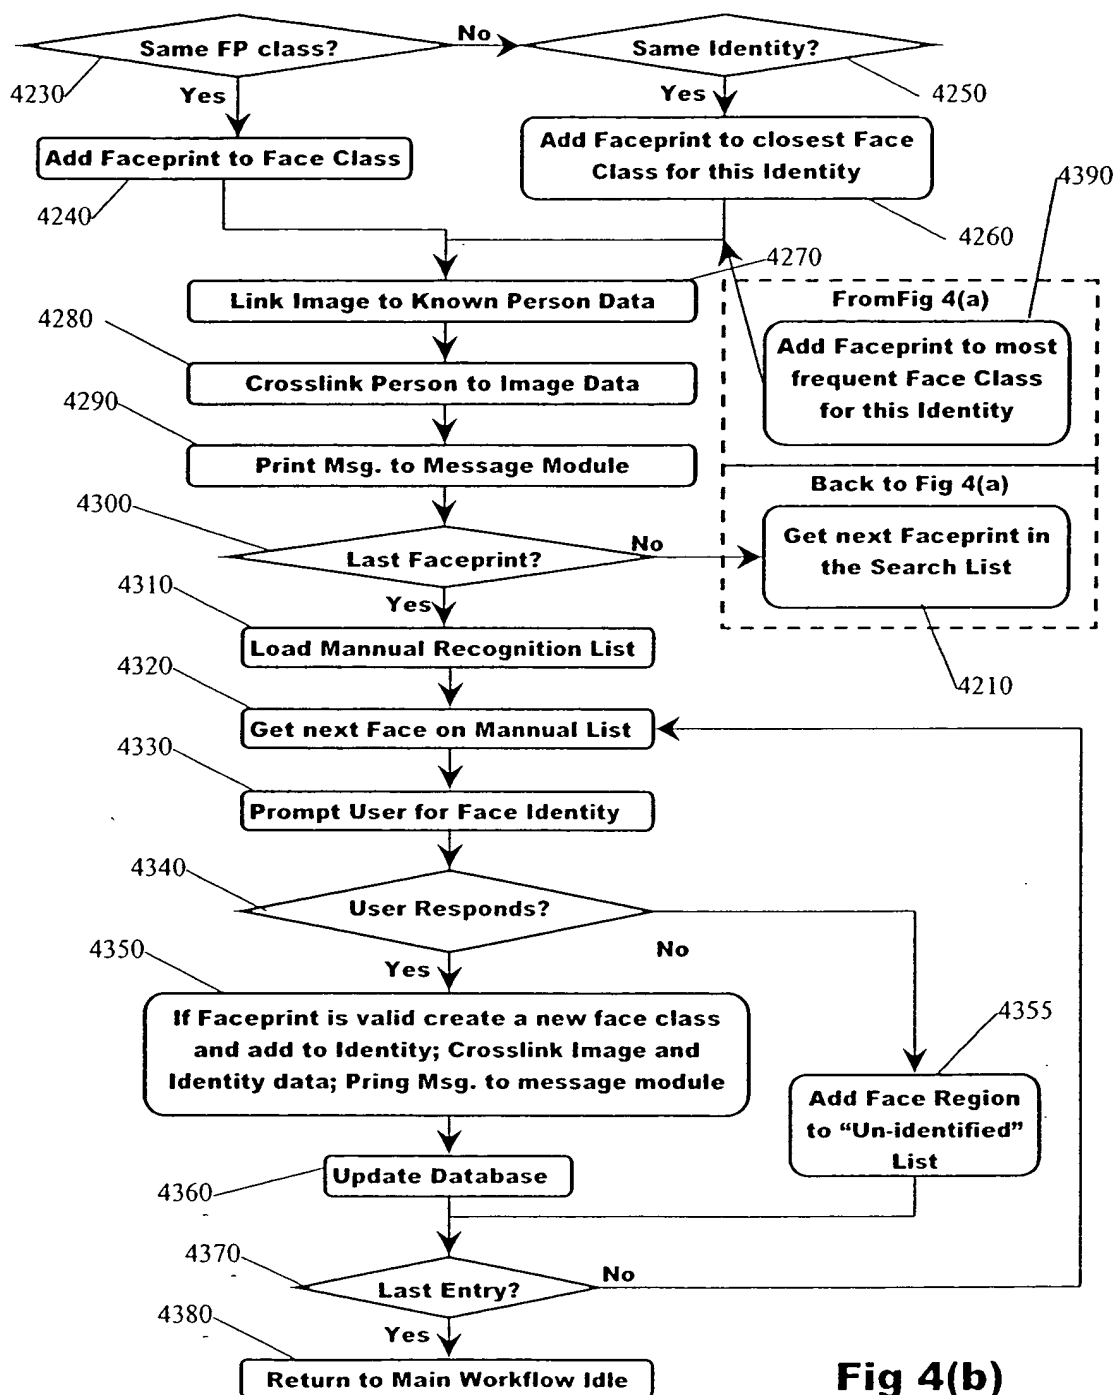 Same FP class?
No
Same Identity?
4230
Yes
Yes
4250
Add Faceprint to Face Class
Add Faceprint to closest Face
Class for this Identity
4390
4240
4260
4270
Link Image to Known Person Data
FromFig 4(a)
4280
Add Faceprint to most
frequent Face Class
for this Identity
Crosslink Person to Image Data
4290
Print Msg. to Message Module
Back to Fig 4(a)
4300
Last Faceprint?
No
Get next Faceprint in
the Search List
4310
Yes
Load Mannual Recognition List
4320
4210
Get next Face on Mannual List
4330
Prompt User for Face Identity
4340
User Responds?
No
4350
Yes
If Faceprint is valid create a new face class
and add to Identity; Crosslink Image and
Identity data; Pring Msg. to message module
4355
Add Face Region
to “Un-identified”
List
Update Database
4360
4370
Last Entry?
No
4380
Yes
Return to Main Workflow Idle
Fig 4(b)